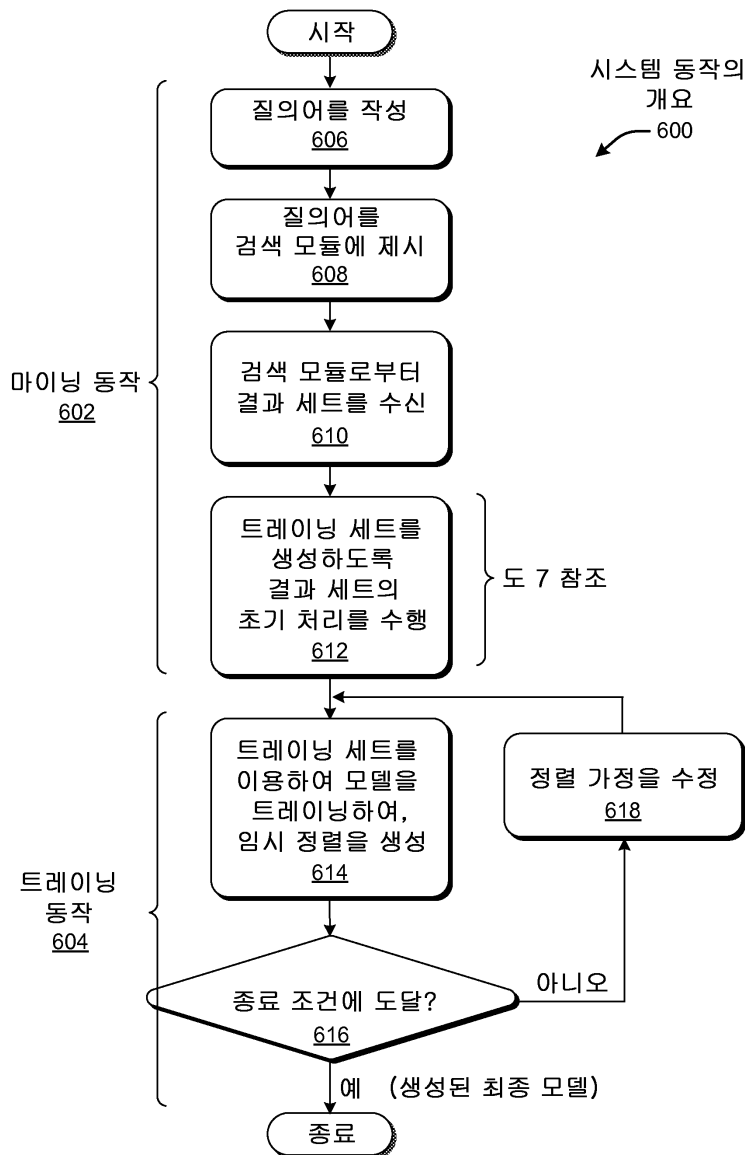 시작
시스템 동작의
개요
600
질의어를 작성
606
질의어를
검색 모듈에 제시
608
마이닝 동작
602
검색 모듈로부터
결과 세트를 수신
610
트레이닝 세트를
생성하도록
결과 세트의
초기 처리를 수행
612
도 7 참조
트레이닝 세트를
이용하여 모델을
트레이닝하여,
임시 정렬을 생성
614
정렬 가정을 수정
618
트레이닝
동작
604
종료 조건에 도달?
616
아니오
예 (생성된 최종 모델)
종료